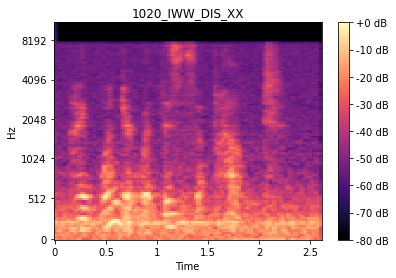 1020_IWW_DIS_XX
+0 dB
8192
-10 dB
4096
-20 dB
-30 dB
2048
Hz
-40 dB
1024
-50 dB
512
-60 dB
-70 dB
0
-80 dB
0 0.5 1 1.5 2 2.5
Time